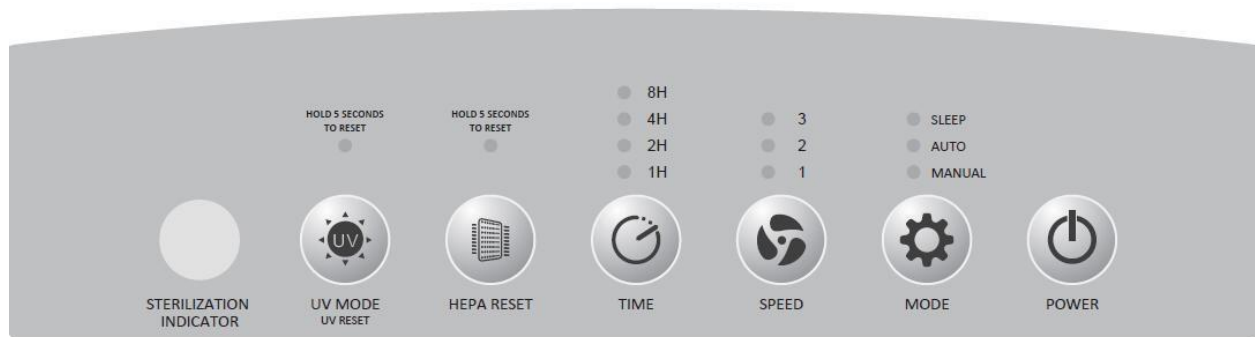 HOLD 5 SECONDS
TO RESET
HOLD 5 SECONDS
TO RESET
8H
4H
2H
1H
3
2
1
SLEEP
AUTO
MANUAL
UV
STERILIZATION
INDICATOR
UV MODE
UV RESET
HEPA RESET
TIME
SPEED
MODE
POWER